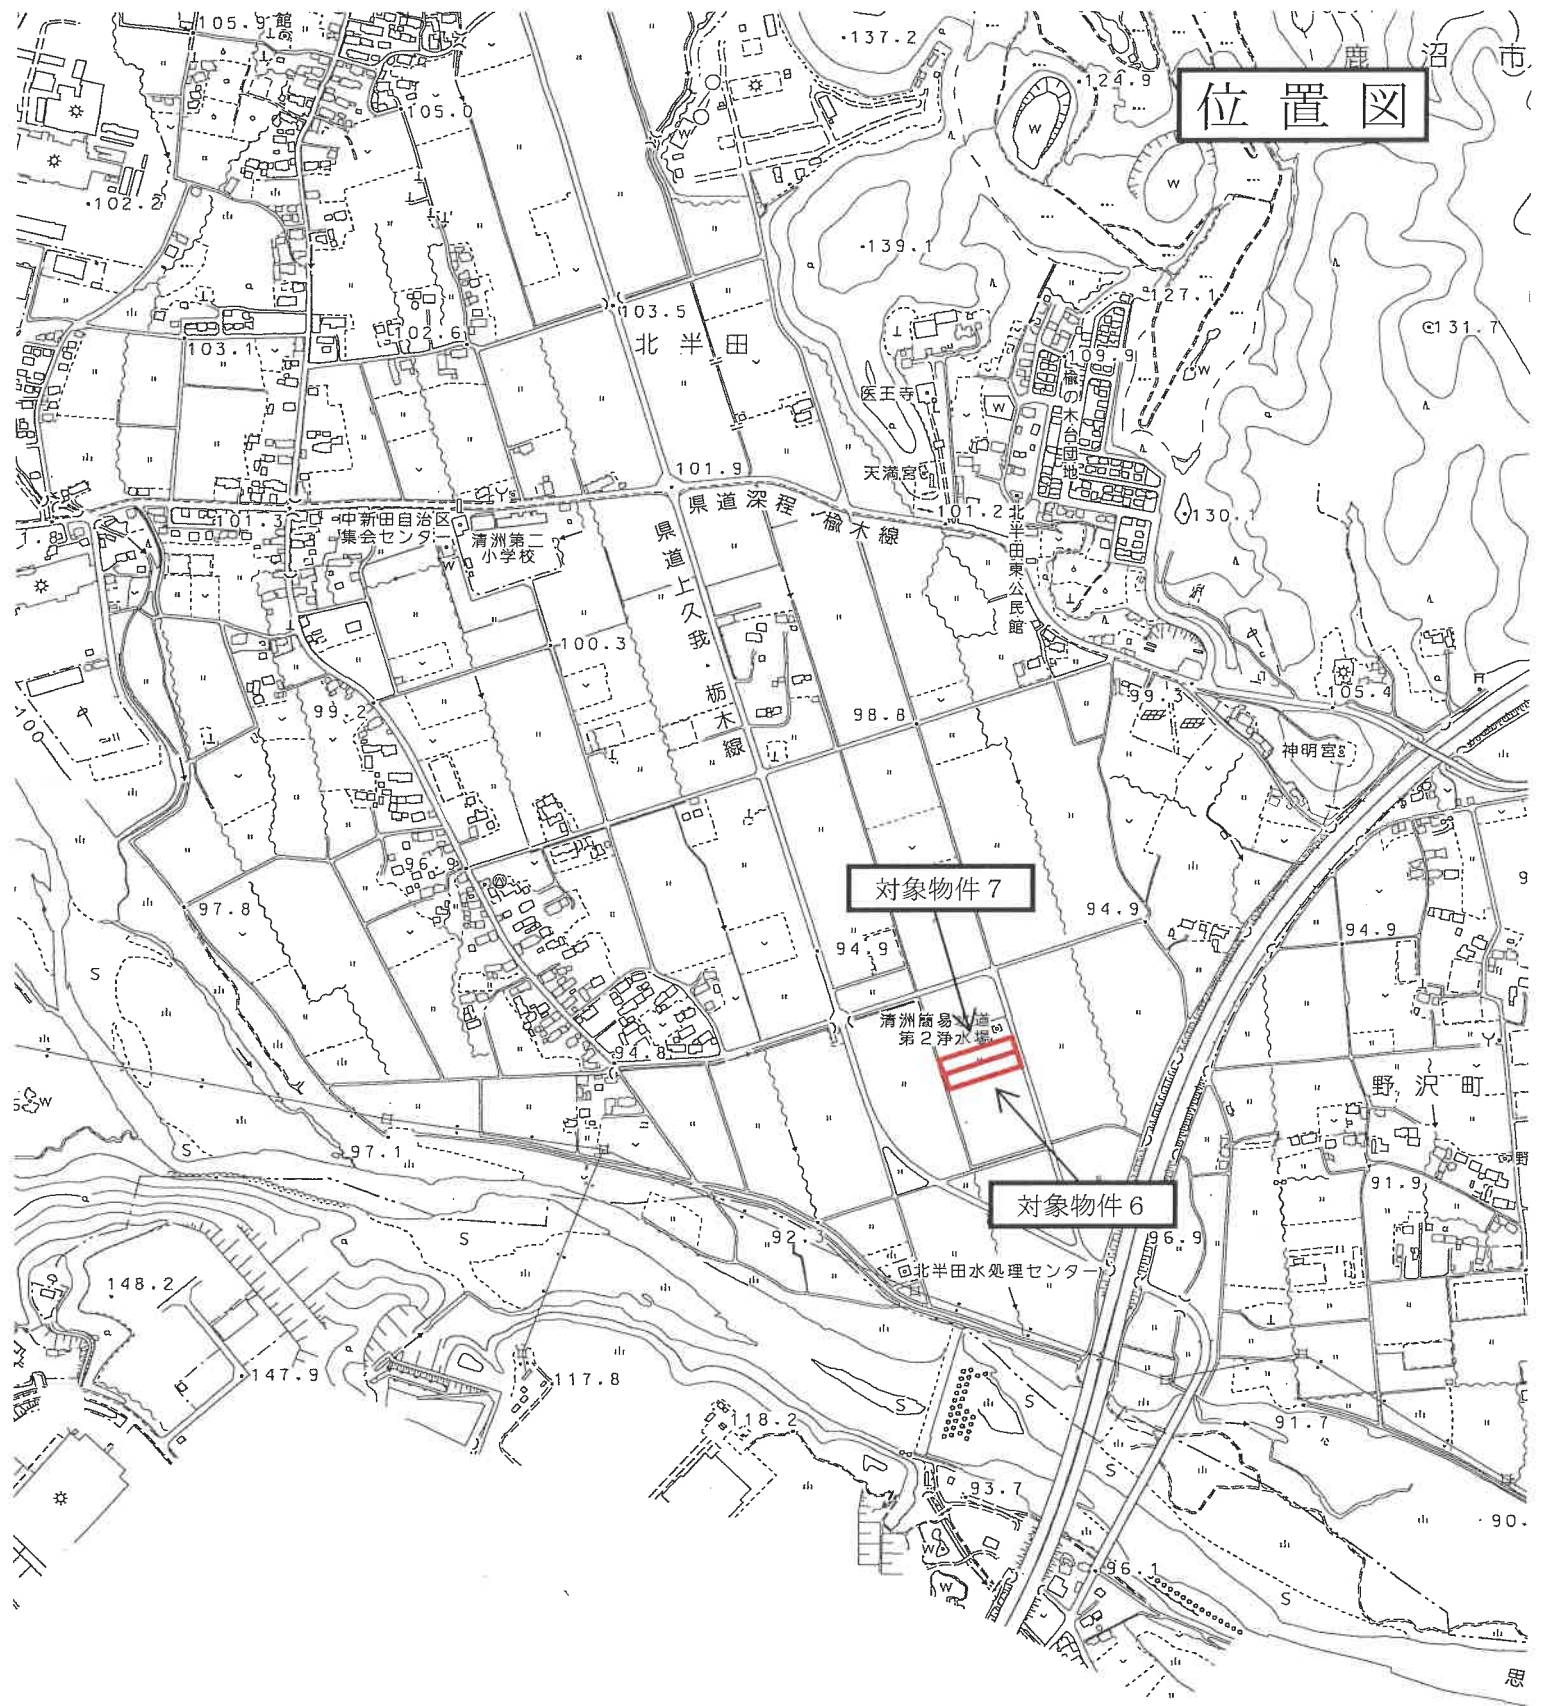 位置図
鹿沼市
105.9
館
137.2
124.9
105.0
W
W
W
102.2
139.1
127.1
103.5
131.7
102.6
103.1
北半田
109.9
楡の木台団地
医王寺
W
W
101.9
天満宮
県道深程・楡木線
101.2
130.1
101.3
中新田自治区
集会センター
清洲第二
小学校
W
北半田東公民館
県道上久我・栃木線
100.3
99.3
105.4
99.2
98.8
100
神明宮
96.9
対象物件7
97.8
94.9
94.9
94.9
S
清洲簡易水道
第2浄水場
94.8
野沢町
W
97.1
S
91.9
対象物件6
S
92.3
96.9
北半田水処理センター
148.2
147.9
117.8
118.2
S
S
91.7
S
93.7
90.
W
W
96.1
S
思